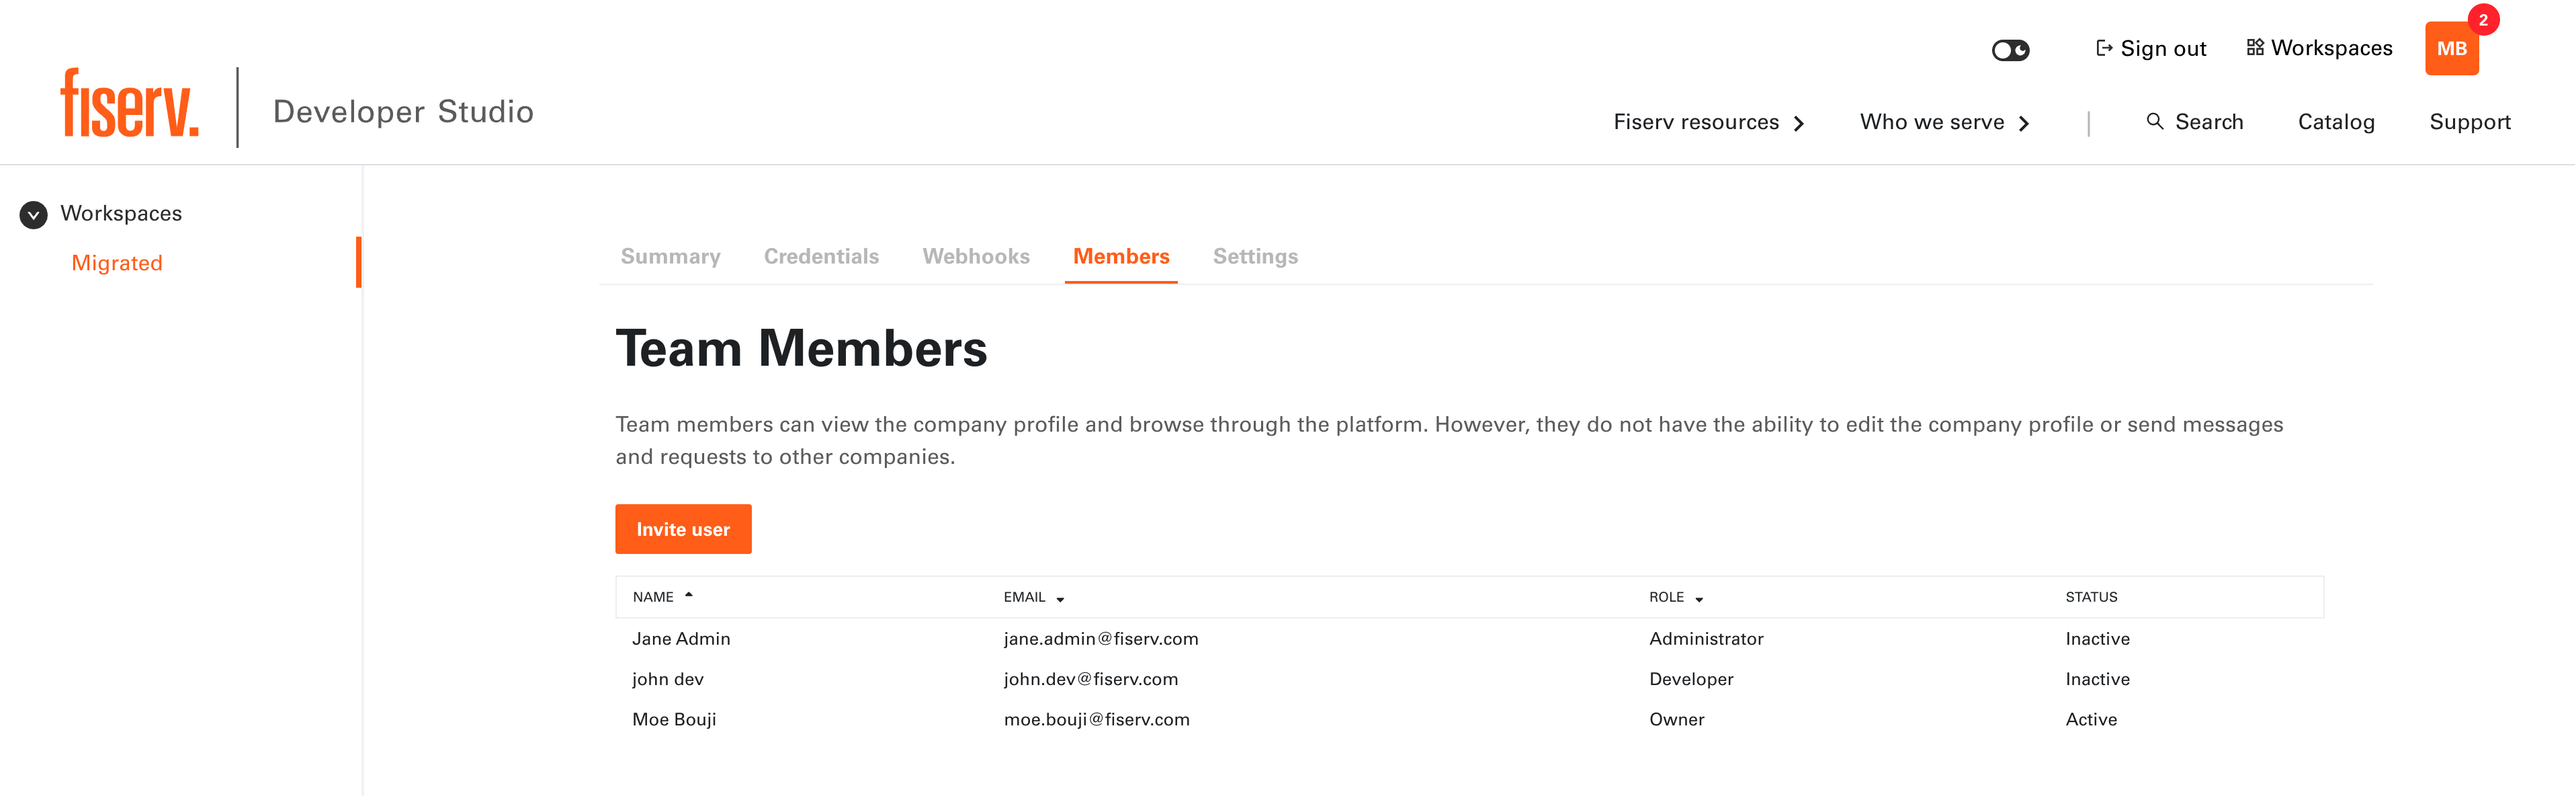 2
Sign out Workspaces MB
fiserv. Developer Studio
Fiserv resources Who we serve | Search Catalog Support
Workspaces
Migrated
Summary Credentials Webhooks Members Settings
Team Members
Team members can view the company profile and browse through the platform. However, they do not have the ability to edit the company profile or send messages
and requests to other companies.
Invite user
NAME EMAIL ROLE STATUS
Jane Admin jane.admin@fiserv.com Administrator Inactive
john dev john.dev@fiserv.com Developer Inactive
Moe Bouji moe.bouji@fiserv.com Owner Active